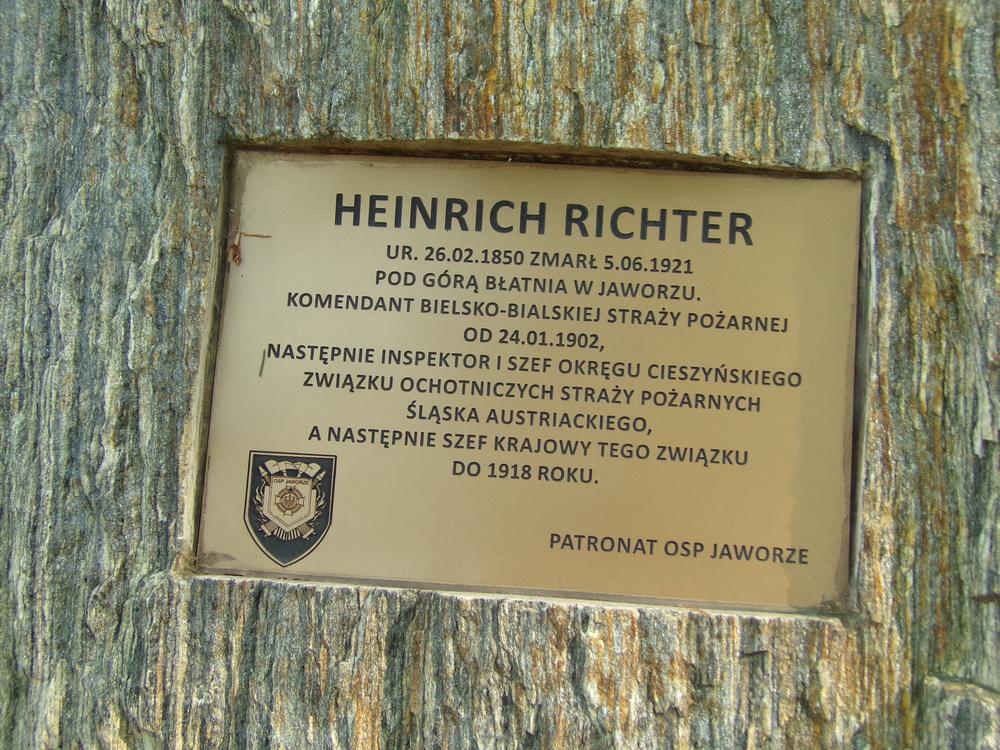 HEINRICH RICHTER
UR. 26.02.1850 ZMARŁ 5.06.1921
POD GÓRĄ BŁATNIA W JAWORZU.
KOMENDANT BIELSKO-BIALSKIEJ STRAŻY POŻARNEJ
OD 24.01.1902,
NASTĘPNIE INSPEKTOR I SZEF OKRĘGU CIESZYŃSKIEGO
ZWIĄZKU OCHOTNICZYCH STRAŻY POŻARNYCH
ŚLĄSKA AUSTRIACKIEGO,
A NASTĘPNIE SZEF KRAJOWY TEGO ZWIĄZKU
DO 1918 ROKU.
OSP JAWORZE
PATRONAT OSP JAWORZE